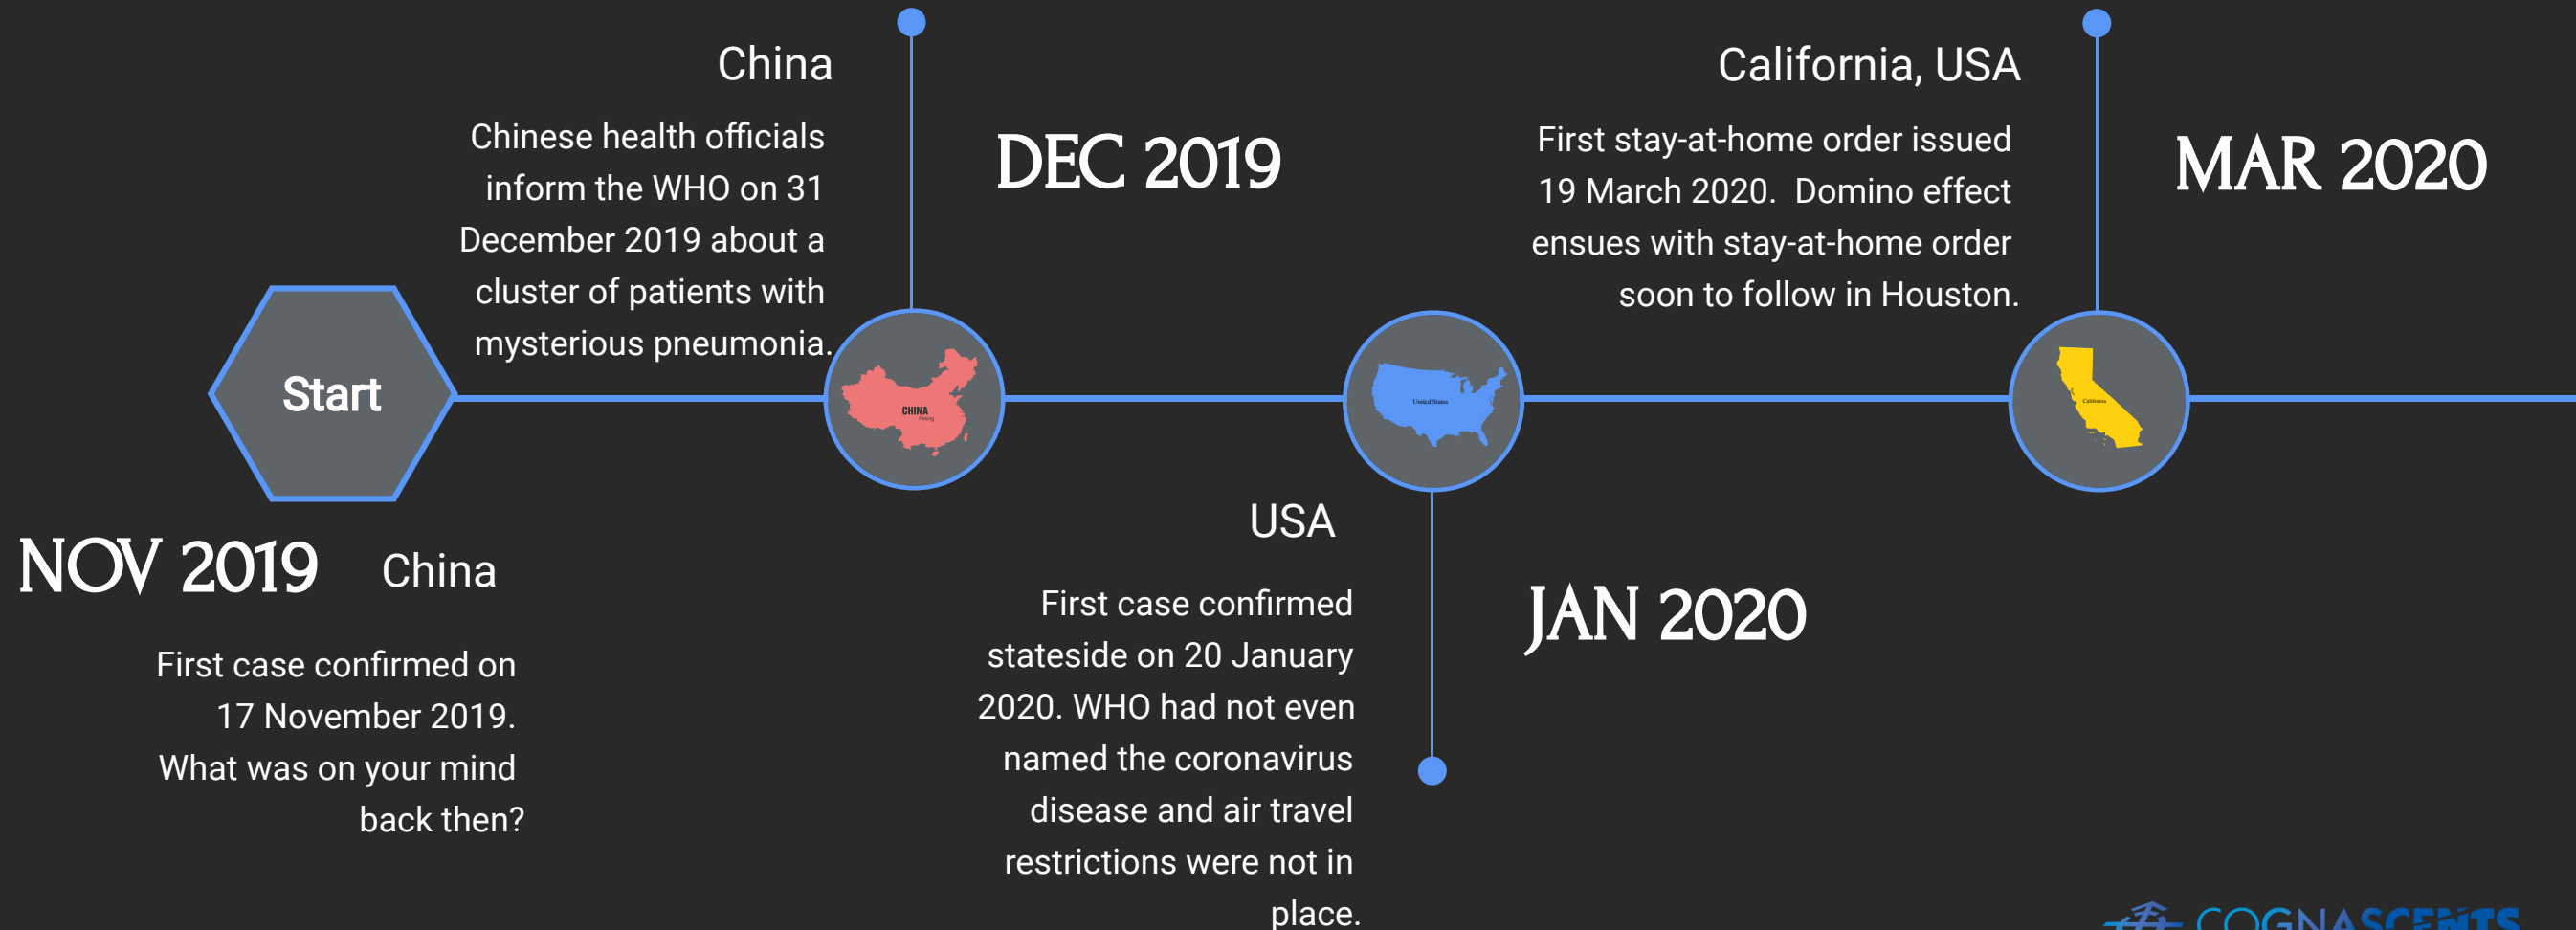 Start
NOV 2019
China
First case confirmed on
17 November 2019.
What was on your mind
back then?
China
Chinese health officials
inform the WHO on 31
December 2019 about a
cluster of patients with
mysterious pneumonia.
DEC 2019
CHINA
Peking
USA
First case confirmed
stateside on 20 January
2020. WHO had not even
named the coronavirus
disease and air travel
restrictions were not in
place.
JAN 2020
United States
California, USA
First stay-at-home order issued
19 March 2020.  Domino effect
ensues with stay-at-home order
soon to follow in Houston.
MAR 2020
California
COGNASCENTS